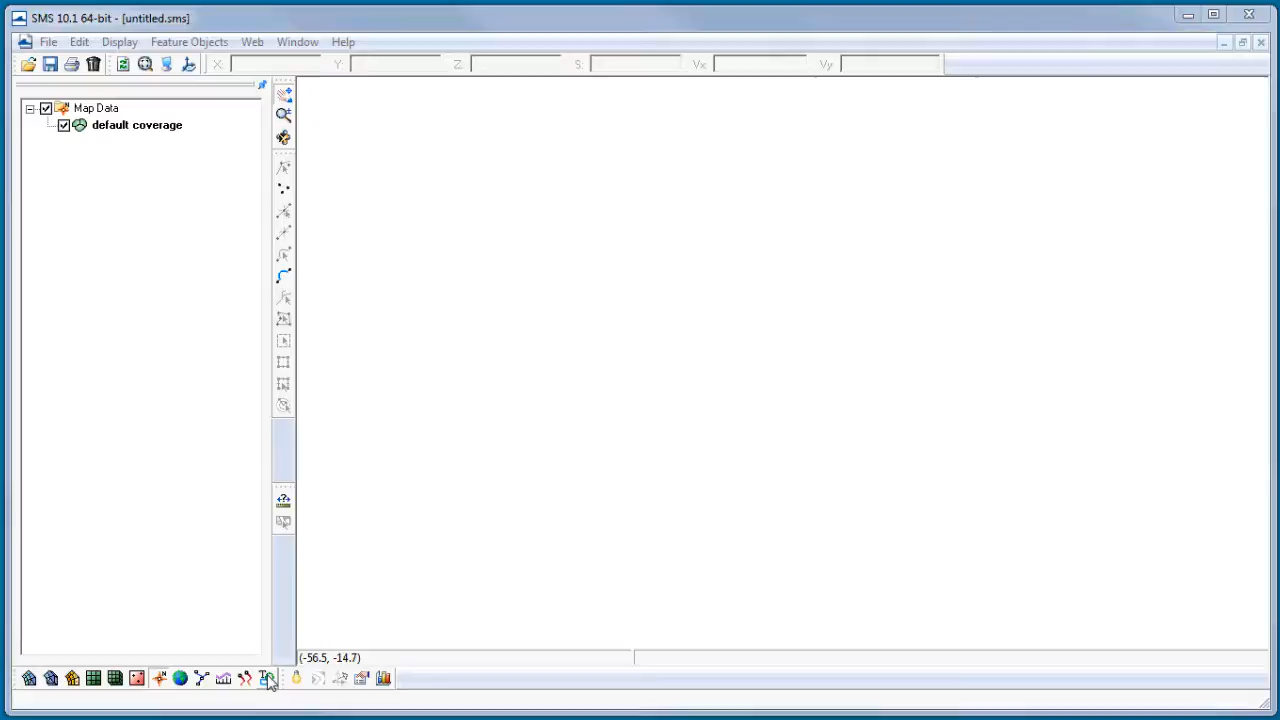 SMS 10.1 64-bit - [untitled.sms]
File Edit Display Feature Objects Web Window Help
X: Y: Z: S: Vx Vy
Map Data
default coverage
(-56.5, -14.7)